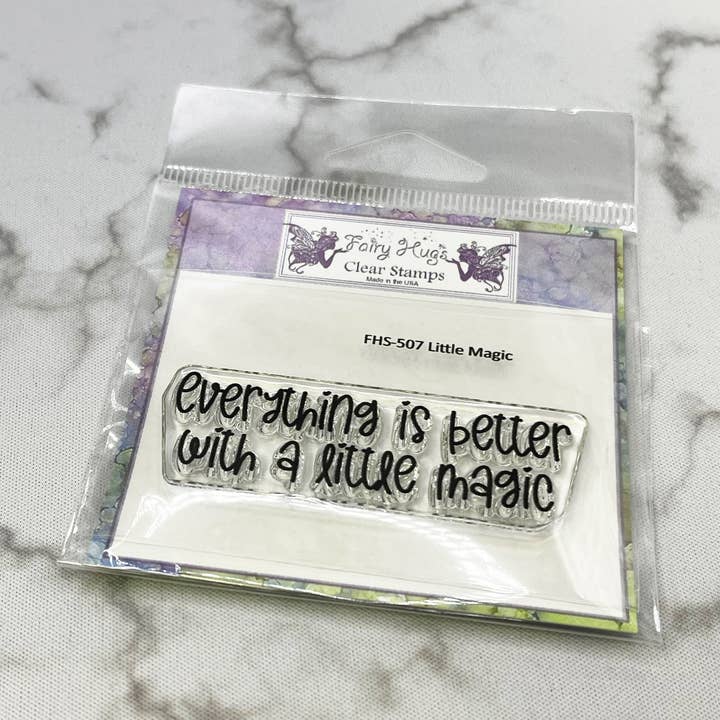 Fairy Hugs
Clear Stamps
Made in the USA
FHS-507 Little Magic
everything is better
with a little magic